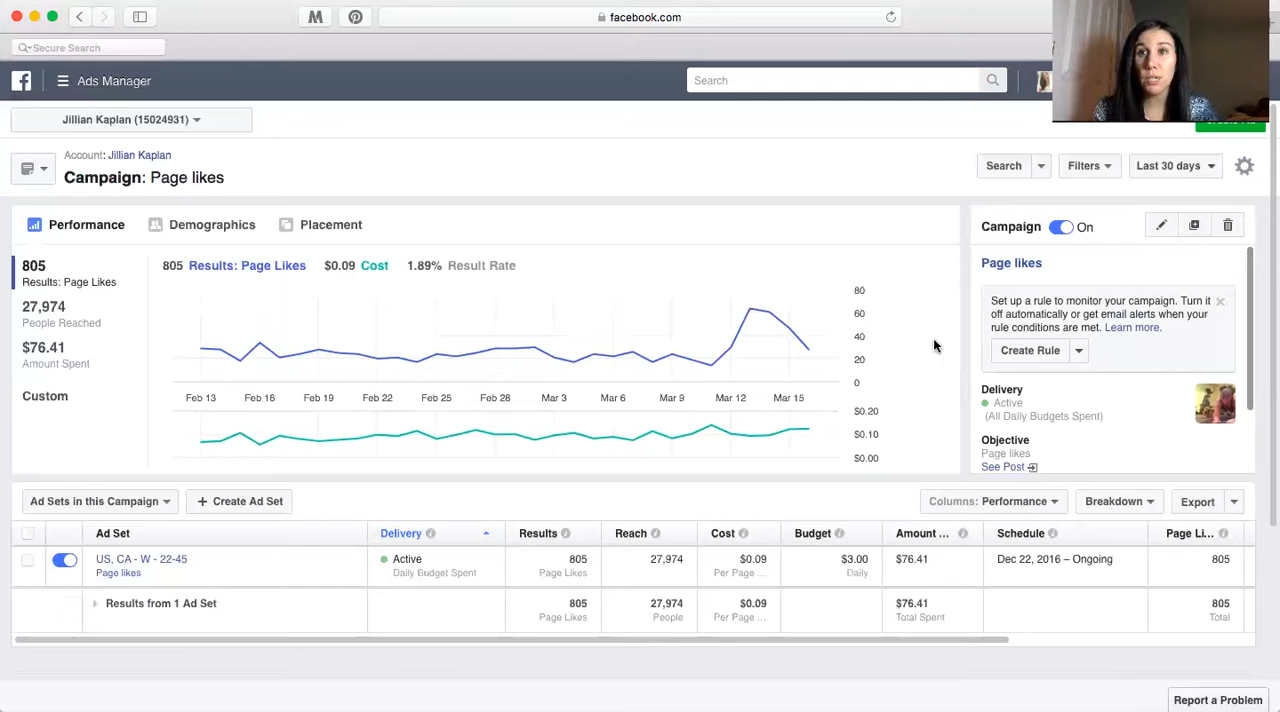 M
facebook.com
Secure Search
Ads Manager
Search
Jillian Kaplan (15024931)
Account: Jillian Kaplan
Campaign: Page likes
Search
Filters
Last 30 days
Performance
Demographics
Placement
805
Results: Page Likes
27,974
People Reached
$76.41
Amount Spent
Custom
805 Results: Page Likes
$0.09 Cost
1.89% Result Rate
80
60
40
20
0
Feb 13
Feb 16
Feb 19
Feb 22
Feb 25
Feb 28
Mar 3
Mar 6
Mar 9
Mar 12
Mar 15
$0.20
$0.10
$0.00
Campaign
On
Page likes
Set up a rule to monitor your campaign. Turn it
off automatically or get email alerts when your
rule conditions are met. Learn more.
Create Rule
Delivery
Active
(All Daily Budgets Spent)
Objective
Page likes
See Post
Ad Sets in this Campaign
+ Create Ad Set
Columns: Performance
Breakdown
Export
Ad Set
Delivery
Results
Reach
Cost
Budget
Amount ...
Schedule
Page Li...
US, CA - W - 22-45
Page likes
Active
Daily Budget Spent
805
Page Likes
27,974
$0.09
Per Page ...
$3.00
Daily
$76.41
Dec 22, 2016 – Ongoing
805
Results from 1 Ad Set
805
Page Likes
27,974
People
$0.09
Per Page ...
$76.41
Total Spent
805
Total
Report a Problem